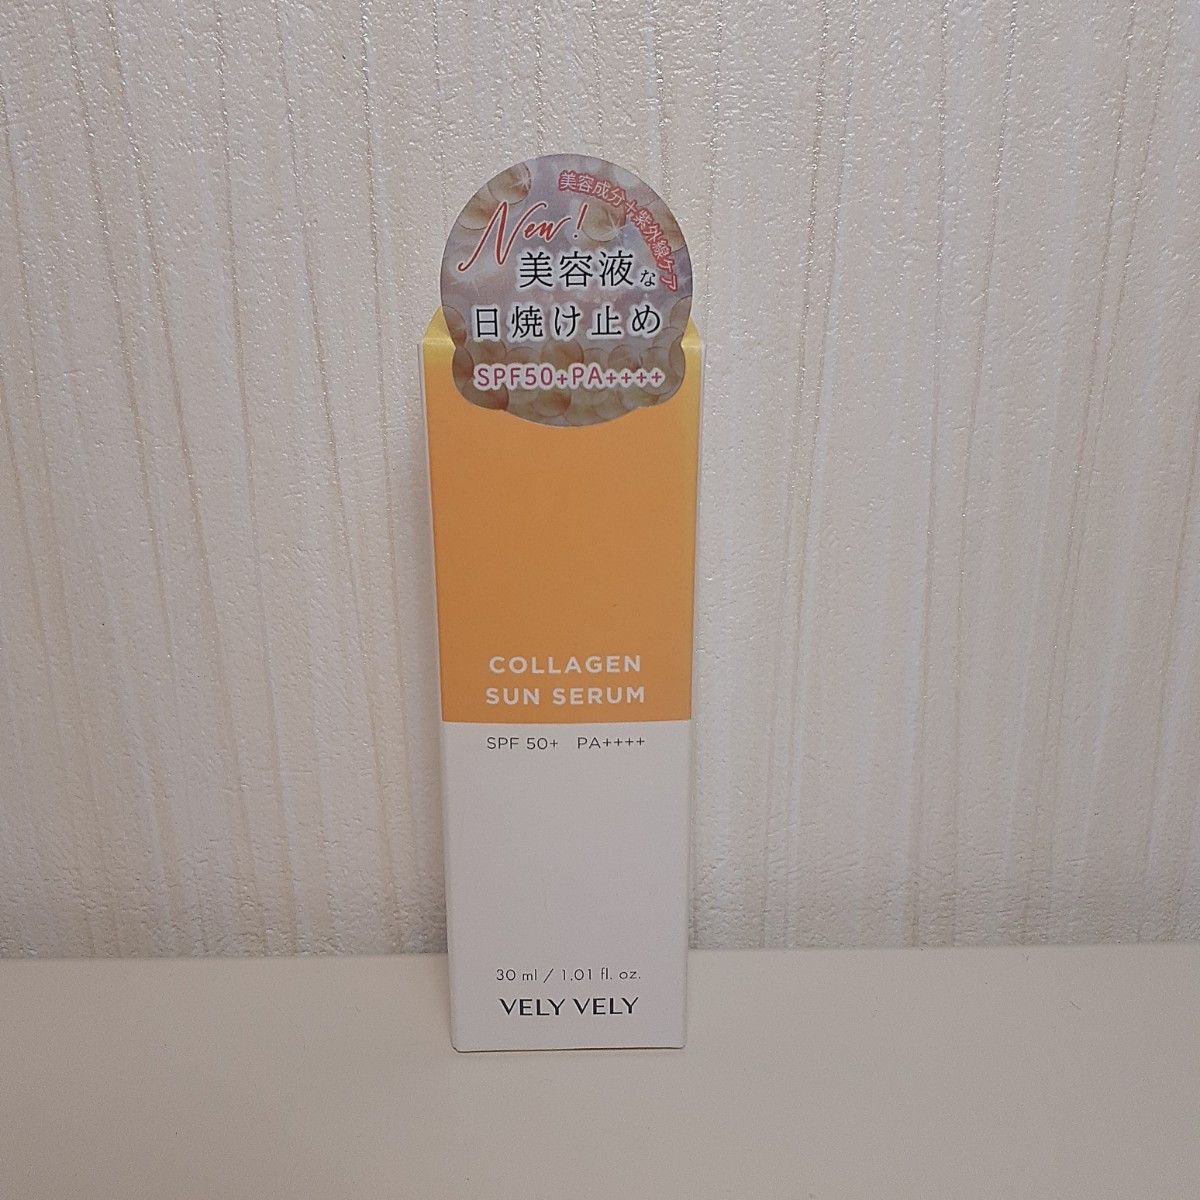 美容成分+紫外線ケア
New!
美容液な
日焼け止め
SPF50+PA++++
COLLAGEN
SUN SERUM
SPF 50+ PA++++
30 ml / 1.01 fl. oz.
VELY VELY